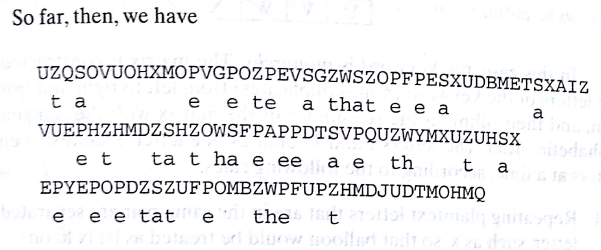 So far, then, we have
UZQSOVUOHXMOPVGPOZPEVSGZWSZOPFPESXUDBMETSXAIZ
t a e e te a that e e a a
VUEPHZHMDZSHZOWSFPAPPDTSVPQUZWYMXUZUHSX
e t ta t ha e ee a e th t a
EPYEPOPDZSZUFPOMBZWPFUPZHMDJUDTMOHMQ
e e e tat e the t